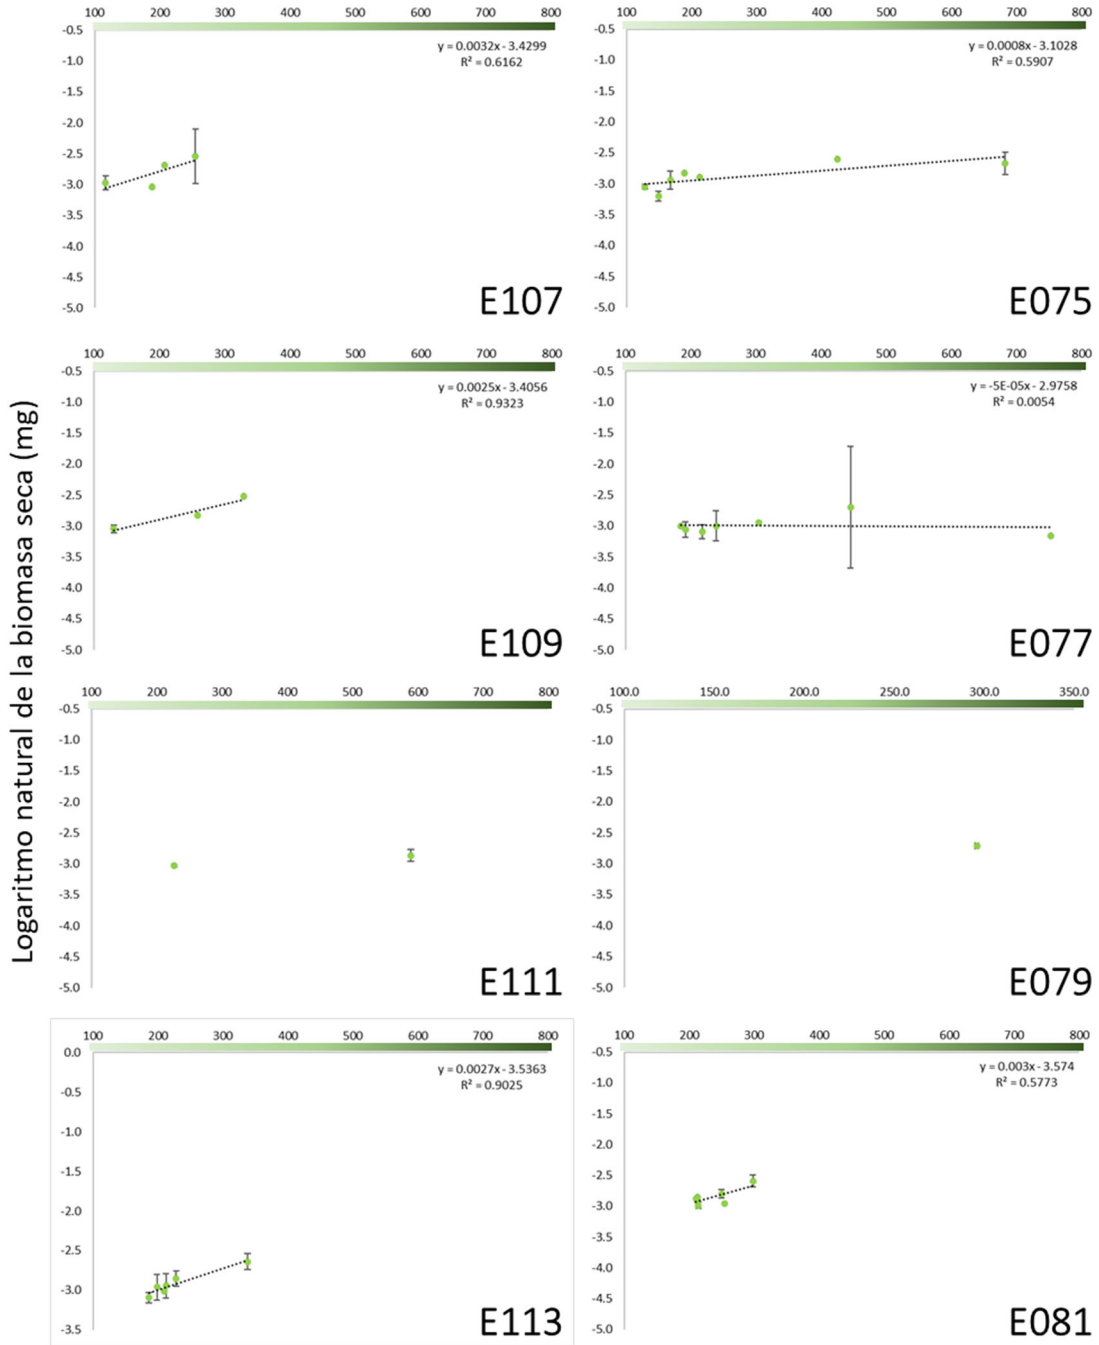 Logaritmo natural de la biomasa seca (mg)
100 200 300 400 500 600 700 800
-0.5
y = 0.0032x - 3.4299
R² = 0.6162
-1.0
-1.5
-2.0
-2.5
-3.0
-3.5
-4.0
-4.5
-5.0
E107
100 200 300 400 500 600 700 800
-0.5
y = 0.0008x - 3.1028
R² = 0.5907
-1.0
-1.5
-2.0
-2.5
-3.0
-3.5
-4.0
-4.5
-5.0
E075
100 200 300 400 500 600 700 800
-0.5
y = 0.0025x - 3.4056
R² = 0.9323
-1.0
-1.5
-2.0
-2.5
-3.0
-3.5
-4.0
-4.5
-5.0
E109
100 200 300 400 500 600 700 800
-0.5
y = -5E-05x - 2.9758
R² = 0.0054
-1.0
-1.5
-2.0
-2.5
-3.0
-3.5
-4.0
-4.5
-5.0
E077
100 200 300 400 500 600 700 800
-0.5
-1.0
-1.5
-2.0
-2.5
-3.0
-3.5
-4.0
-4.5
-5.0
E111
100.0 150.0 200.0 250.0 300.0 350.0
-0.5
-1.0
-1.5
-2.0
-2.5
-3.0
-3.5
-4.0
-4.5
-5.0
E079
100 200 300 400 500 600 700 800
0.0
y = 0.0027x - 3.5363
R² = 0.9025
-0.5
-1.0
-1.5
-2.0
-2.5
-3.0
-3.5
E113
100 200 300 400 500 600 700 800
-0.5
y = 0.003x - 3.574
R² = 0.5773
-1.0
-1.5
-2.0
-2.5
-3.0
-3.5
-4.0
-4.5
-5.0
E081